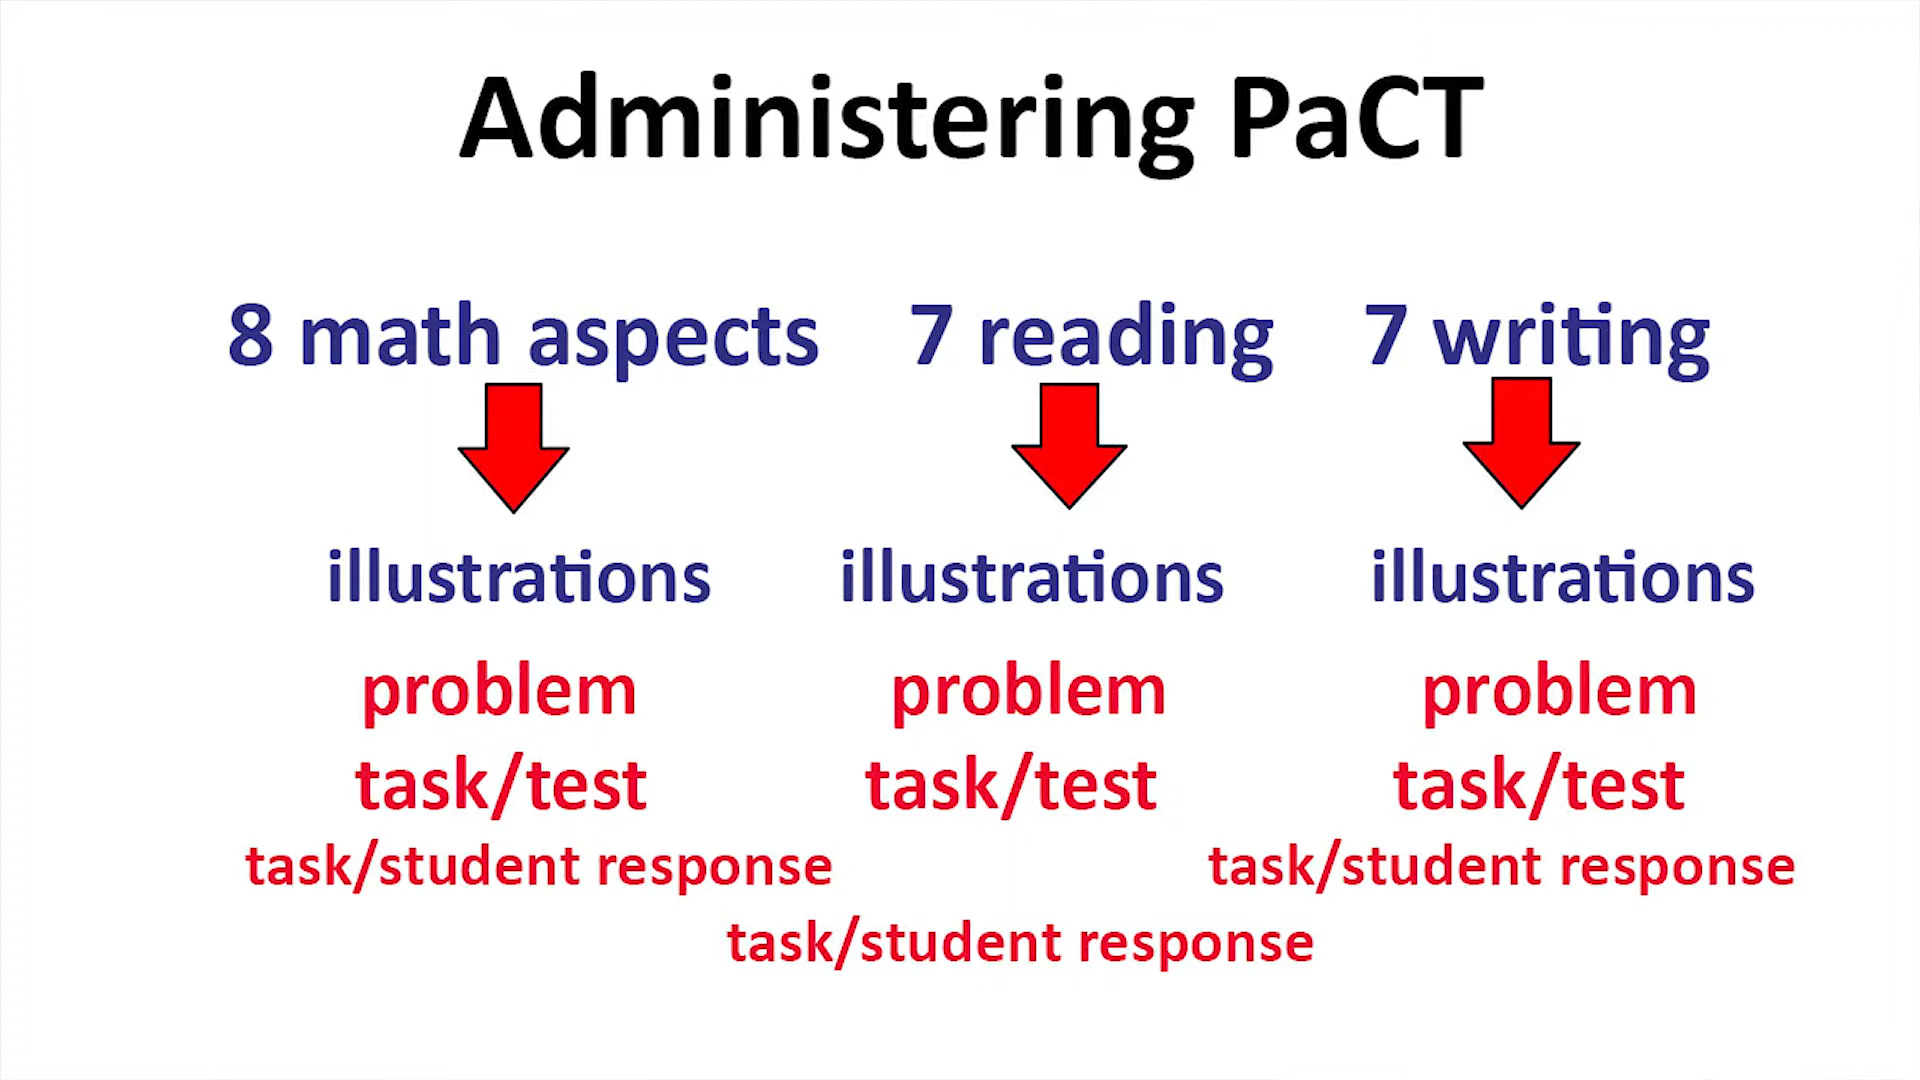 Administering PaCT
8 math aspects 7 reading 7 writing
illustrations illustrations illustrations
problem problem problem
task/test task/test task/test
task/student response task/student response
task/student response